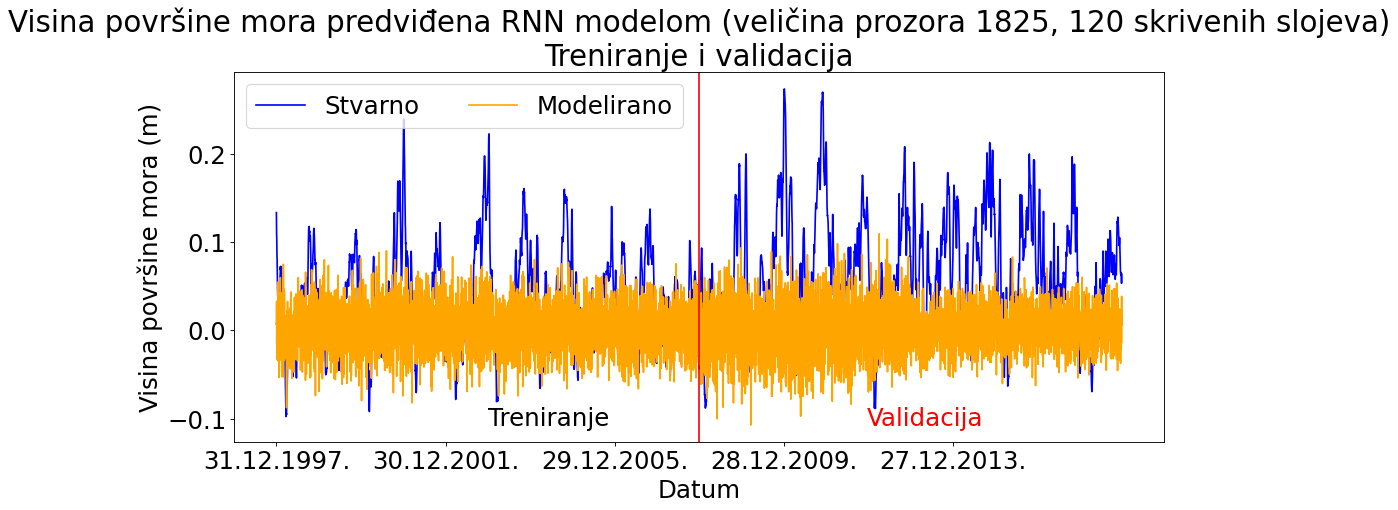 Visina površine mora predviđena RNN modelom (veličina prozora 1825, 120 skrivenih slojeva)
Treniranje i validacija
Stvarno
Modelirano
Visina površine mora (m)
0.2
0.1
0.0
−0.1
Treniranje
Validacija
31.12.1997.
30.12.2001.
29.12.2005.
28.12.2009.
27.12.2013.
Datum